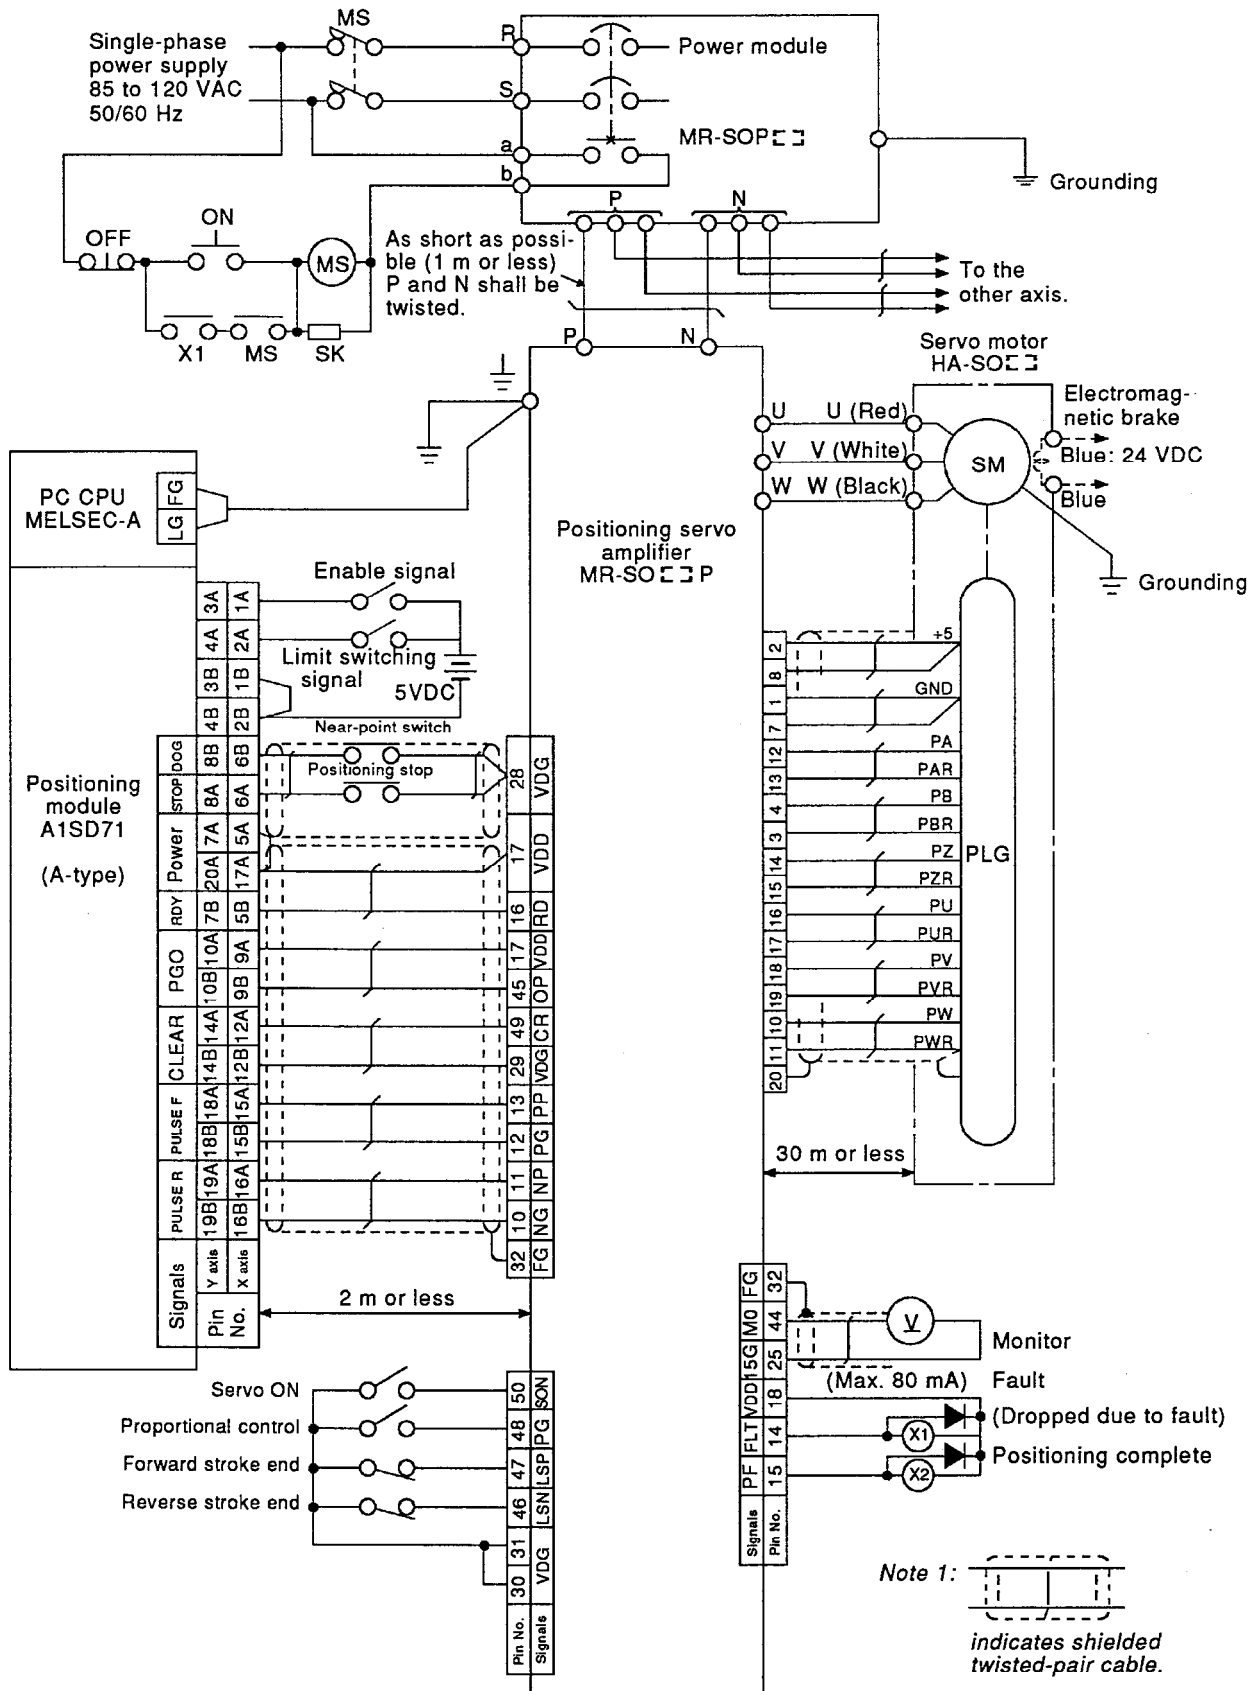 MS
Single-phase
power supply
85 to 120 VAC
50/60 Hz
R
S
a
b
Power module
MR-SOP
Grounding
P
N
OFF
ON
MS
X1
MS
SK
As short as possi-
ble (1 m or less)
P and N shall be
twisted.
To the
other axis.
P
N
Servo motor
HA-SO
Electromag-
netic brake
Blue: 24 VDC
Blue
U
U (Red)
V
V (White)
W
W (Black)
SM
Grounding
PC CPU
MELSEC-A
FG
LG
Positioning servo
amplifier
MR-SO P
Enable signal
Limit switching
signal
5VDC
Near-point switch
Positioning stop
Positioning
module
A1SD71
(A-type)
3A 1A
4A 2A
3B 1B
4B 2B
DOG 8B 6B
STOP 8A 6A
Power 7A 5A
20A 17A
RDY 7B 5B
PGO 10A 9A
10B 9B
CLEAR 14A 12A
14B 12B
PULSE F 18A 15A
18B 15B
PULSE R 19A 16A
19B 16B
Signals Y axis X axis
Pin No.
28 VDG
17 VDD
16 RD
17 VDD
45 OP
49 CR
29 VDG
13 PP
12 PG
11 NP
10 NG
32 FG
2 m or less
2 +5
8
1 GND
7
12 PA
13 PAR
4 PB
3 PBR
14 PZ
15 PZR
16 PU
17 PUR
18 PV
19 PVR
10 PW
11 PWR
20
PLG
30 m or less
Servo ON
50 SON
Proportional control
48 PG
Forward stroke end
47 LSP
Reverse stroke end
46 LSN
31
30
VDG
Pin No.
Signals
FG 32
M0 44
15G 25
VDD 18
FLT 14
PF 15
Signals
Pin No.
V
Monitor
(Max. 80 mA)
Fault
(Dropped due to fault)
X1
Positioning complete
X2
Note 1:
indicates shielded
twisted-pair cable.